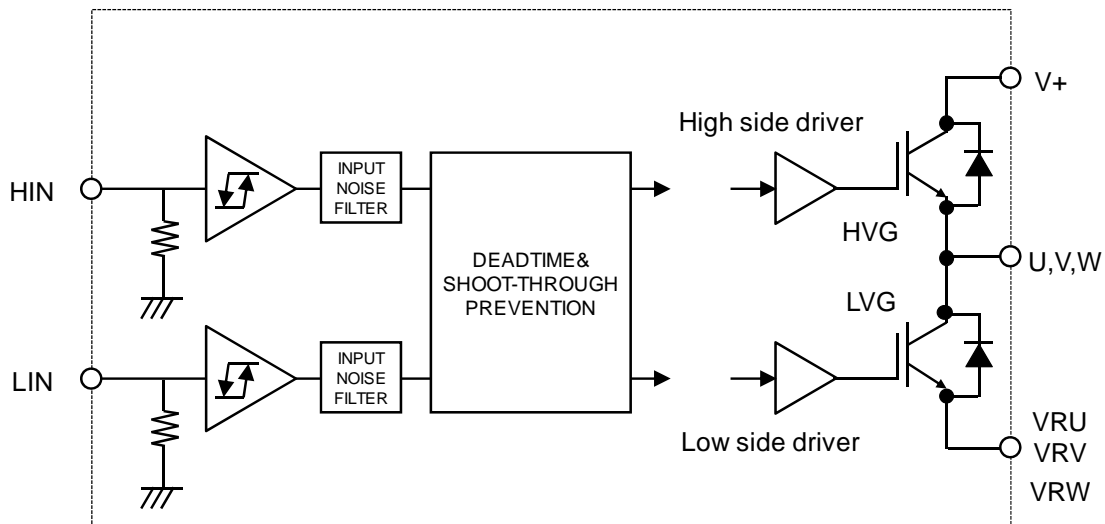 V+
High side driver
HIN
INPUT
NOISE
FILTER
HVG
DEADTIME&
SHOOT-THROUGH
PREVENTION
U,V,W
LVG
LIN
INPUT
NOISE
FILTER
Low side driver
VRU
VRV
VRW